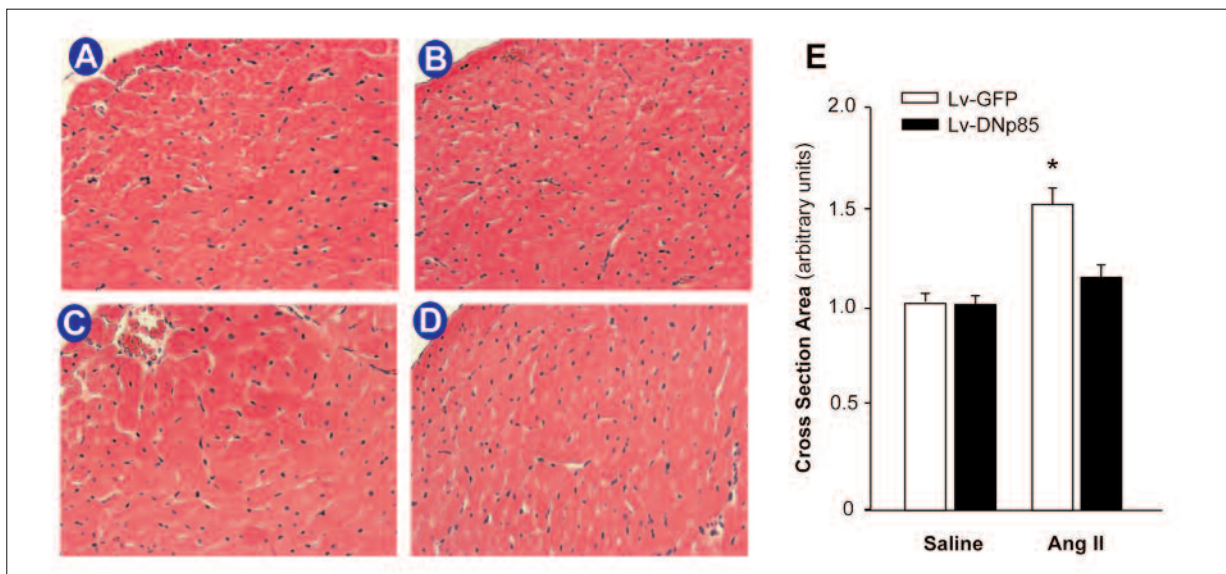 A
B
C
D
E
Lv-GFP
Lv-DNp85
Cross Section Area (arbitrary units)
2.0
1.5
1.0
0.5
0
*
Saline
Ang II